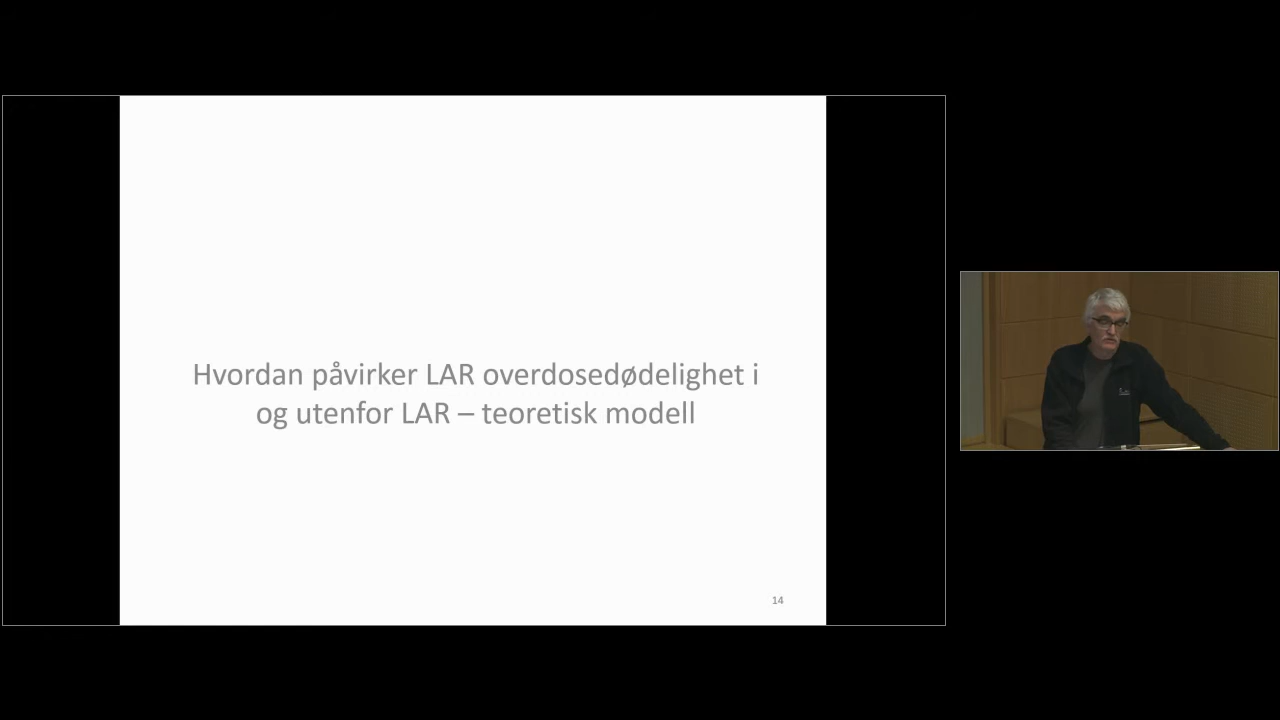 Hvordan påvirker LAR overdosedødelighet i
og utenfor LAR – teoretisk modell
14